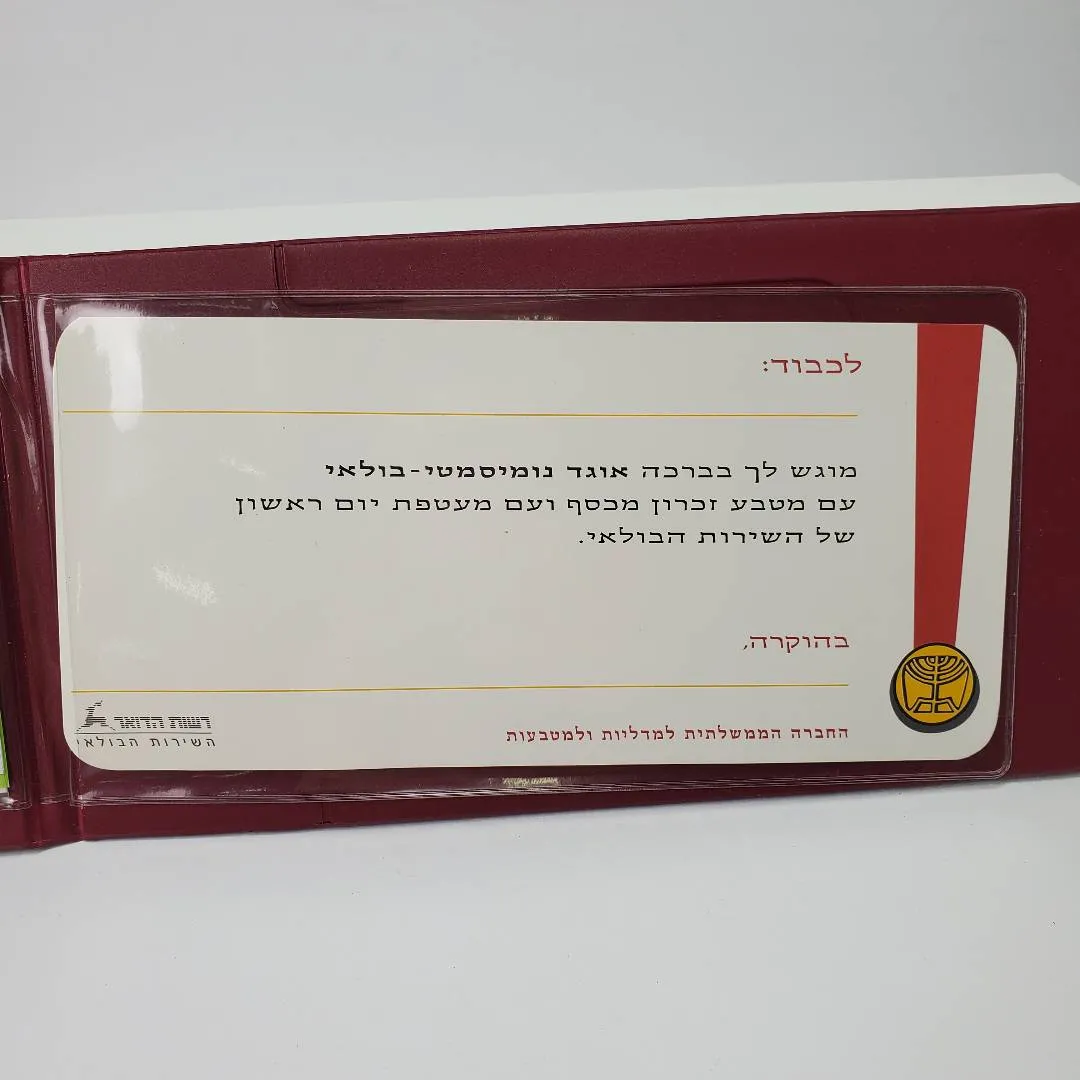 לכבוד:
מוגש לך בברכה אוגד נומיסמטי-בולאי
עם מטבע זכרון מכסף ועם מעטפת יום ראשון
של השירות הבולאי.
בהוקרה,
החברה הממשלתית למדליות ולמטבעות
רשות הדואר
השירות הבולאי